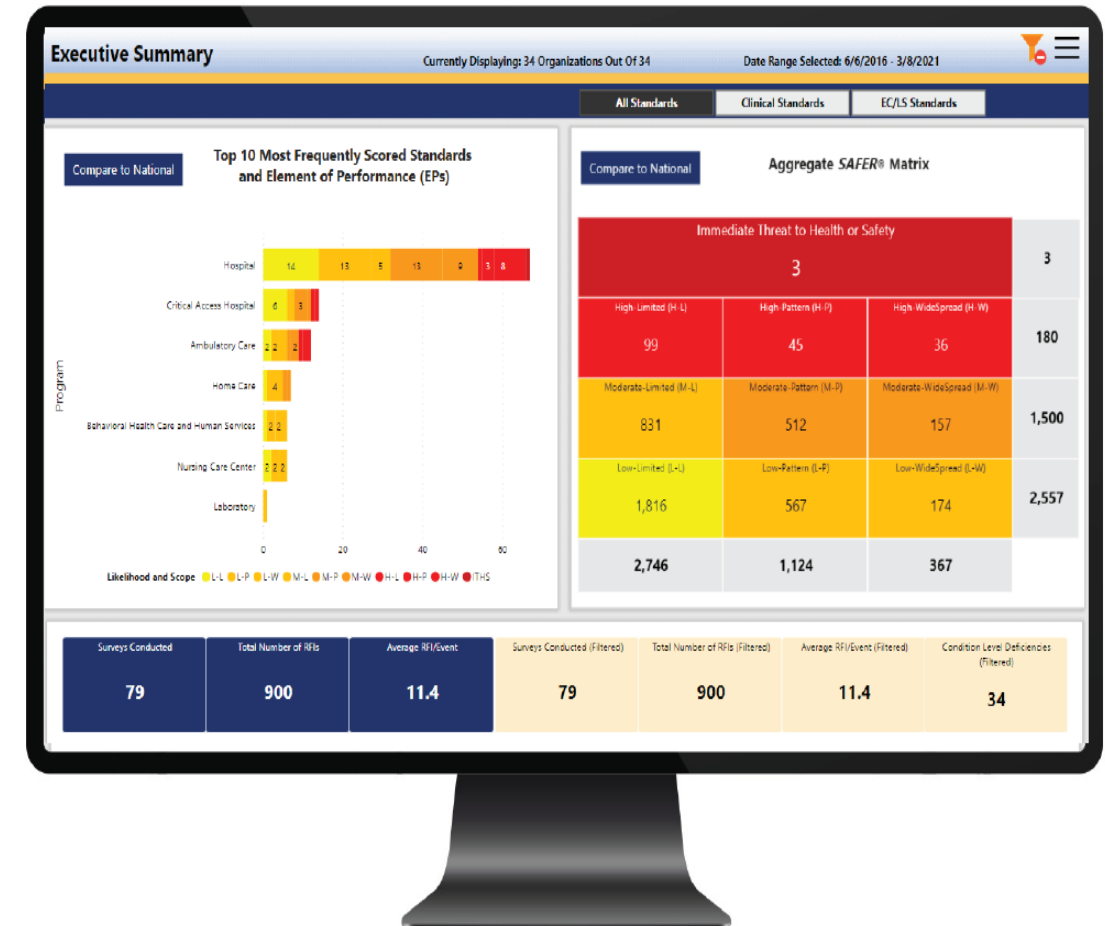 Executive Summary
Currently Displaying: 34 Organizations Out Of 34
Date Range Selected: 6/6/2016 - 3/8/2021
All Standards
Clinical Standards
EC/LS Standards
Compare to National
Top 10 Most Frequently Scored Standards
and Element of Performance (EPs)
Program
Hospital
14
13
5
13
9
3
8
Critical Access Hospital
6
3
Ambulatory Care
2 2
2
Home Care
4
Behavioral Health Care and Human Services
2 2
Nursing Care Center
2 2 2
Laboratory
0
20
40
60
Likelihood and Scope
L-L
L-P
L-W
M-L
M-P
M-W
H-L
H-P
H-W
ITHS
Compare to National
Aggregate SAFER® Matrix
Immediate Threat to Health or Safety
3
3
High-Limited (H-L)
High-Pattern (H-P)
High-WideSpread (H-W)
99
45
36
180
Moderate-Limited (M-L)
Moderate-Pattern (M-P)
Moderate-WideSpread (M-W)
831
512
157
1,500
Low-Limited (L-L)
Low-Pattern (L-P)
Low-WideSpread (L-W)
1,816
567
174
2,557
2,746
1,124
367
Surveys Conducted
79
Total Number of RFIs
900
Average RFI/Event
11.4
Surveys Conducted (Filtered)
79
Total Number of RFIs (Filtered)
900
Average RFI/Event (Filtered)
11.4
Condition Level Deficiencies
(Filtered)
34